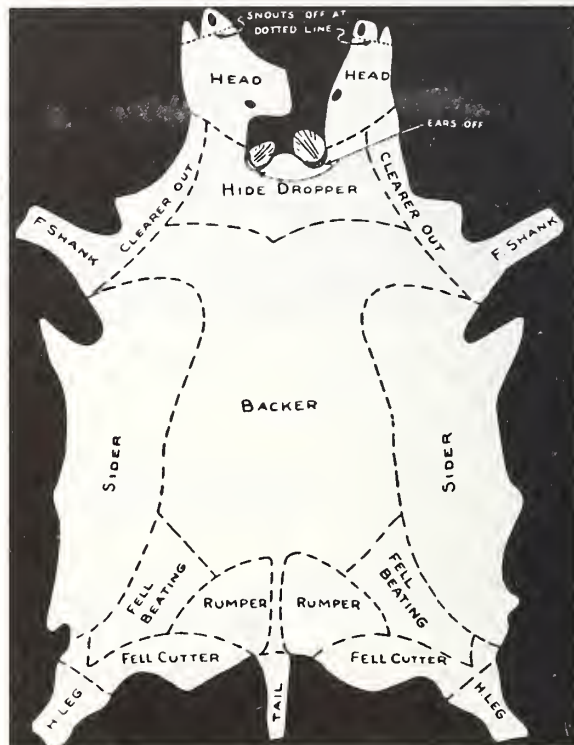 SNOUTS OFF AT
DOTTED LINE
HEAD
HEAD
EARS OFF
CLEARER OUT
CLEARER OUT
HIDE DROPPER
F. SHANK
F. SHANK
BACKER
SIDER
SIDER
FELL
BEATING
FELL
BEATING
RUMPER
RUMPER
FELL CUTTER
FELL CUTTER
H. LEG
TAIL
H. LEG